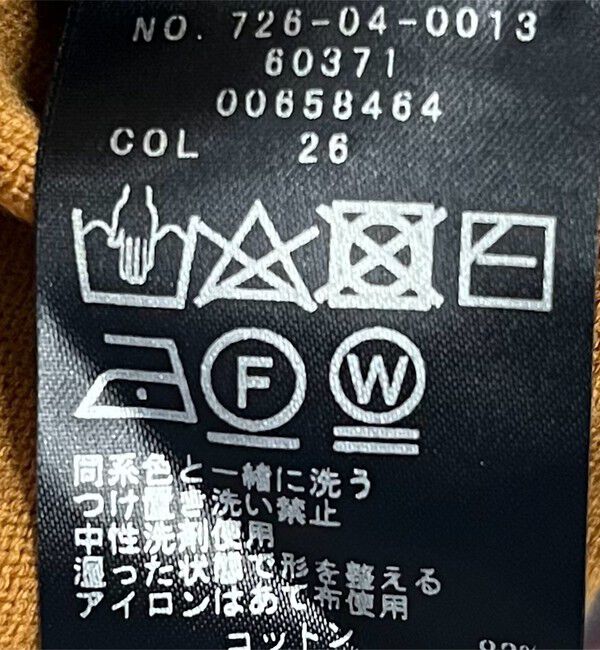 NO. 726-04-0013
60371
00658464
COL 26
F W
同系色と一緒に洗う
つけ置き洗い禁止
中性洗剤使用
湿った状態で形を整える
アイロンはあて布使用
コットン